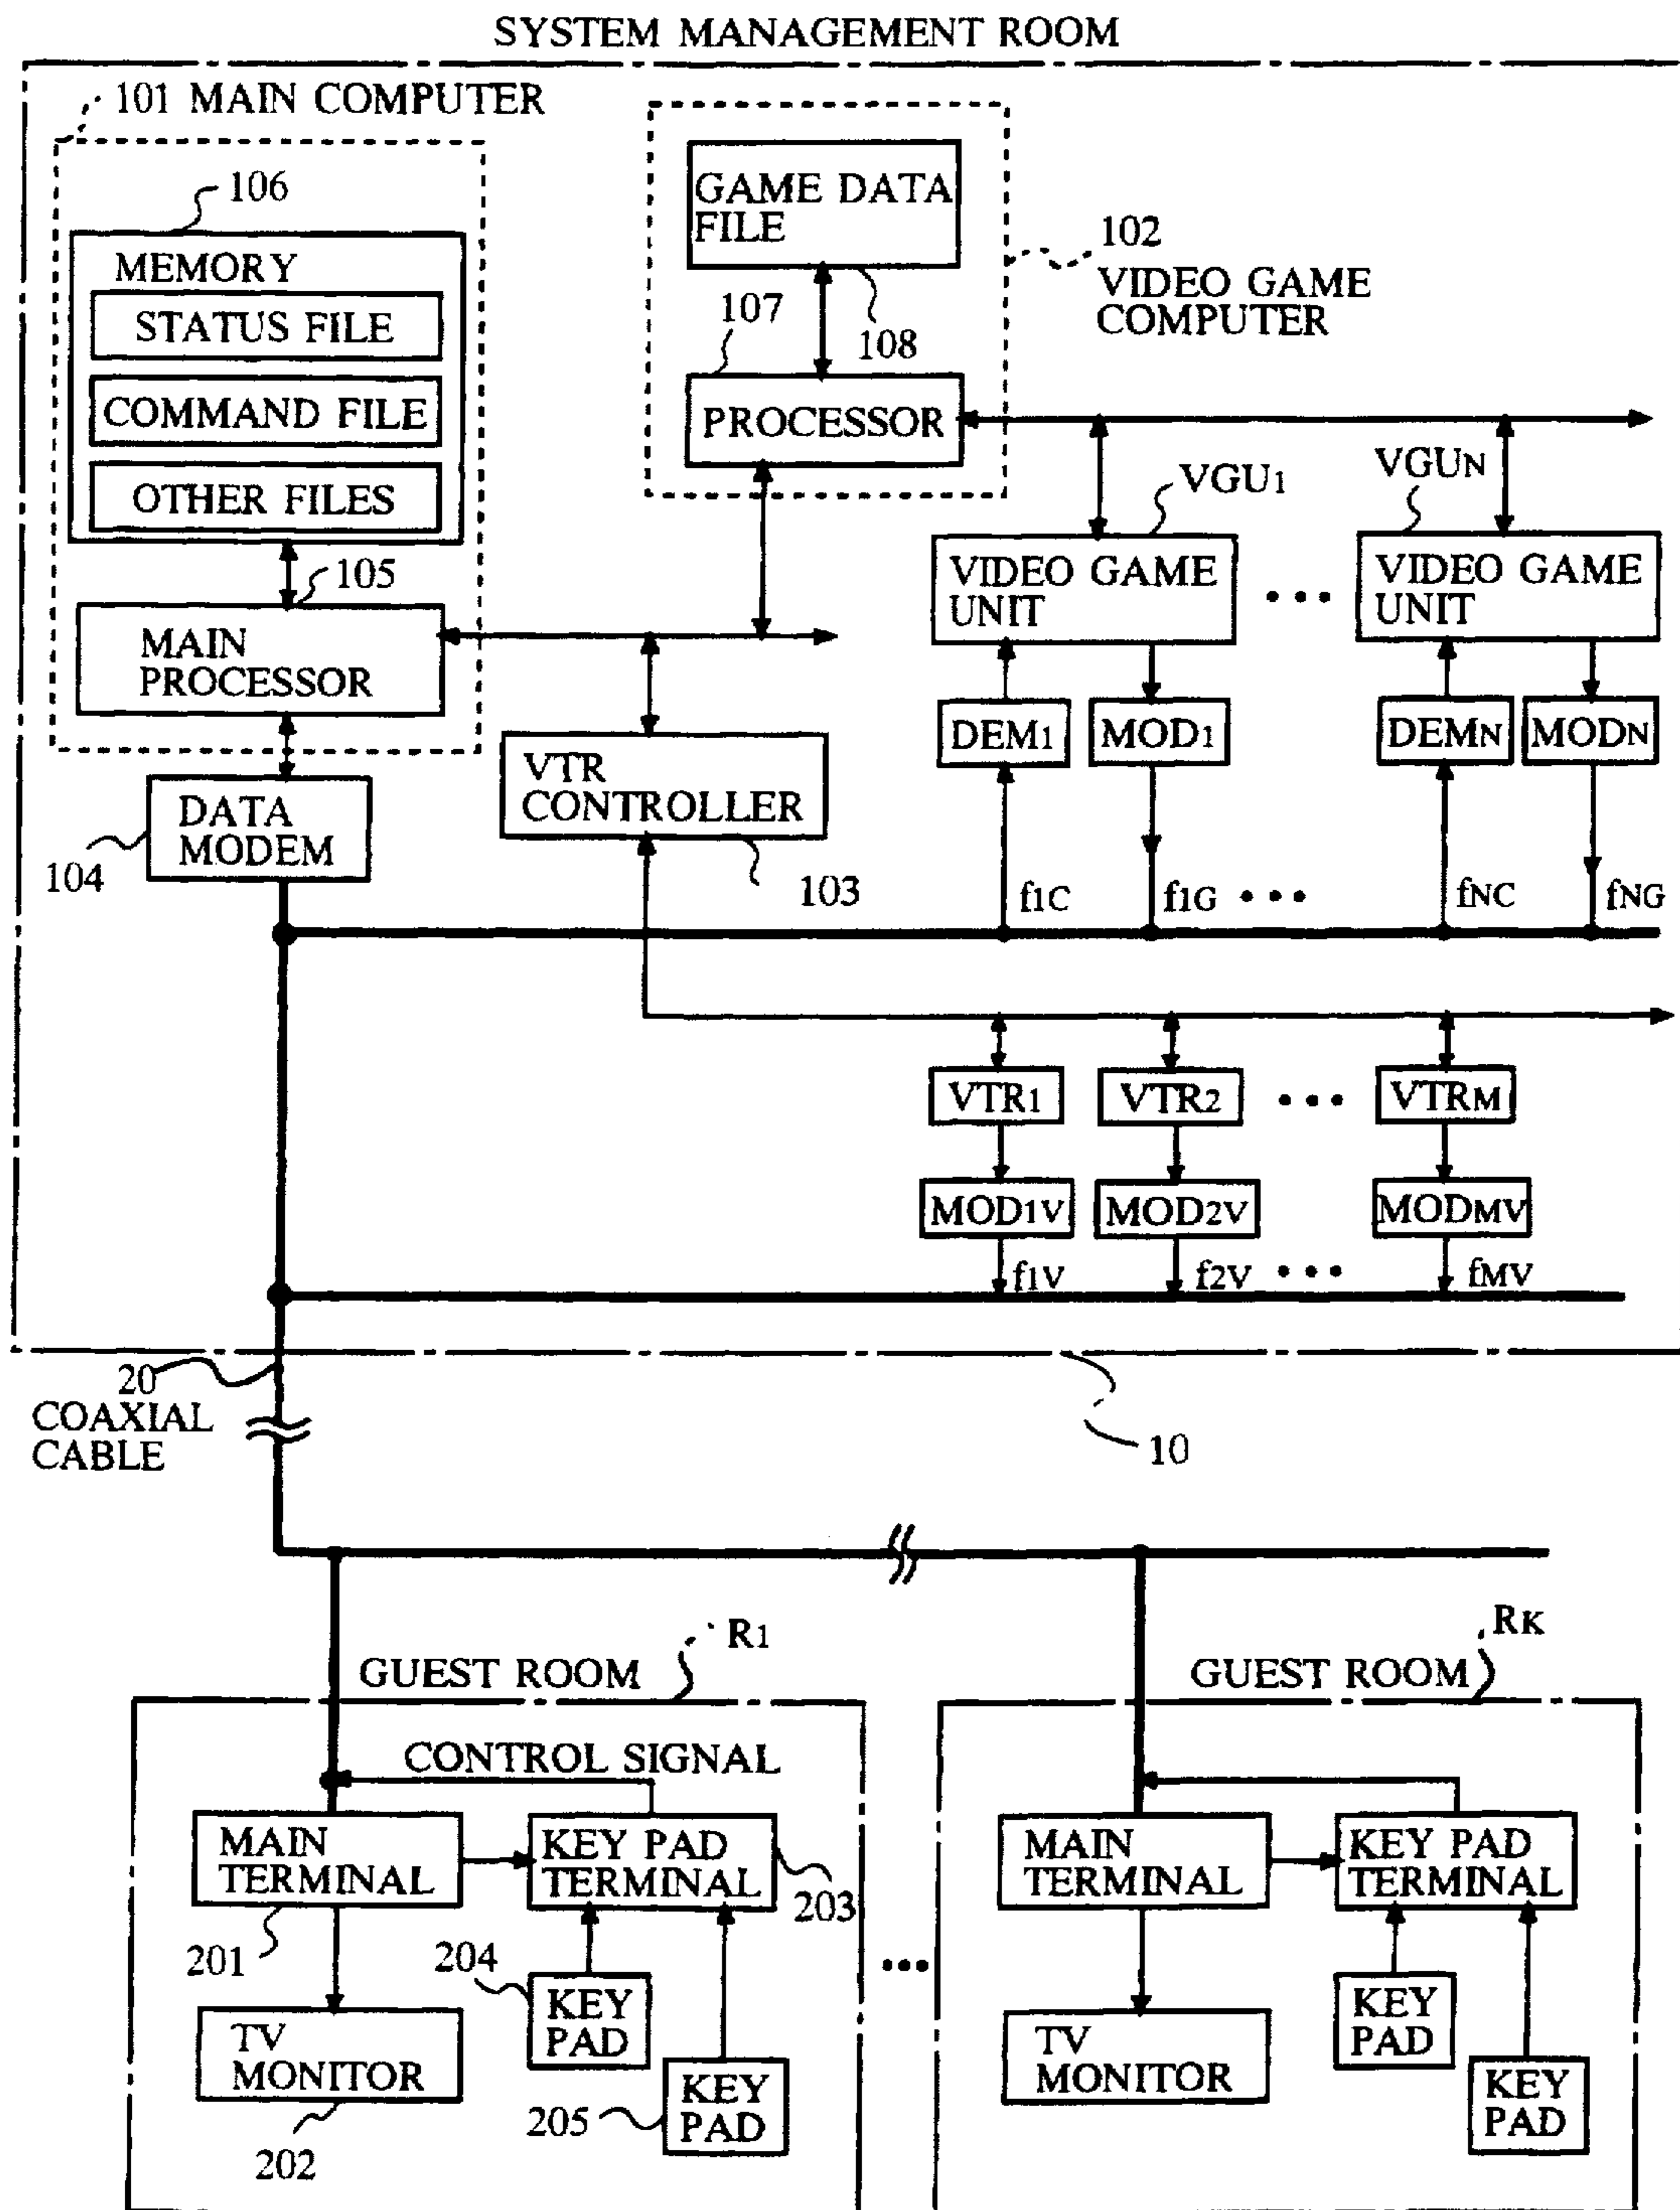 SYSTEM MANAGEMENT ROOM
101 MAIN COMPUTER
106
MEMORY
STATUS FILE
COMMAND FILE
OTHER FILES
105
MAIN
PROCESSOR
DATA
MODEM
104
GAME DATA
FILE
108
107
PROCESSOR
102
VIDEO GAME
COMPUTER
VTR
CONTROLLER
103
VGU1
VIDEO GAME
UNIT
•••
VGUN
VIDEO GAME
UNIT
DEM1
MOD1
DEMN
MODN
f1C
f1G
•••
fNC
fNG
VTR1
VTR2
•••
VTRM
MOD1V
MOD2V
MODMV
f1V
f2V
•••
fMV
20
COAXIAL
CABLE
10
R1
GUEST ROOM
CONTROL SIGNAL
MAIN
TERMINAL
201
KEY PAD
TERMINAL
203
204
KEY
PAD
TV
MONITOR
202
205
KEY
PAD
•••
RK
GUEST ROOM
MAIN
TERMINAL
KEY PAD
TERMINAL
KEY
PAD
TV
MONITOR
KEY
PAD